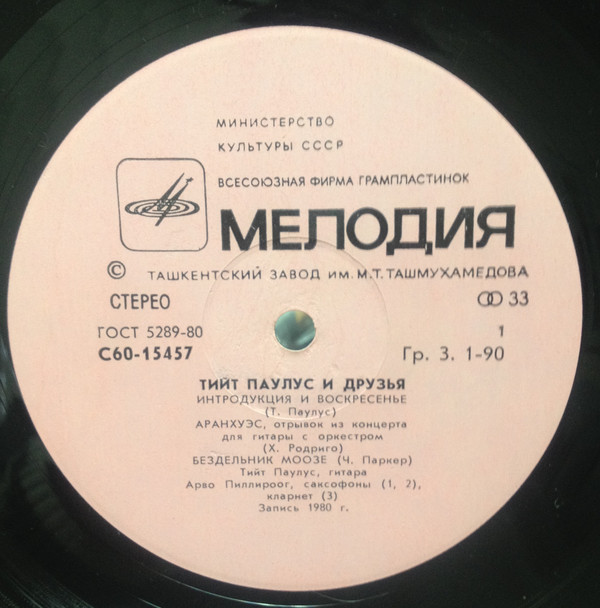 МИНИСТЕРСТВО
КУЛЬТУРЫ СССР
ВСЕСОЮЗНАЯ ФИРМА ГРАМПЛАСТИНОК
МЕЛОДИЯ
© ТАШКЕНТСКИЙ ЗАВОД ИМ. М.Т. ТАШМУХАМЕДОВА
СТЕРЕО 33
ГОСТ 5289-80 1
С60-15457 Гр. 3. 1-90
ТИЙТ ПАУЛУС И ДРУЗЬЯ
ИНТРОДУКЦИЯ И ВОСКРЕСЕНЬЕ
(Т. Паулус)
АРАНХУЭС, отрывок из концерта
для гитары с оркестром
(Х. Родриго)
БЕЗДЕЛЬНИК МООЗЕ (Ч. Паркер)
Тийт Паулус, гитара
Арво Пиллироог, саксофоны (1, 2),
кларнет (3)
Запись 1980 г.